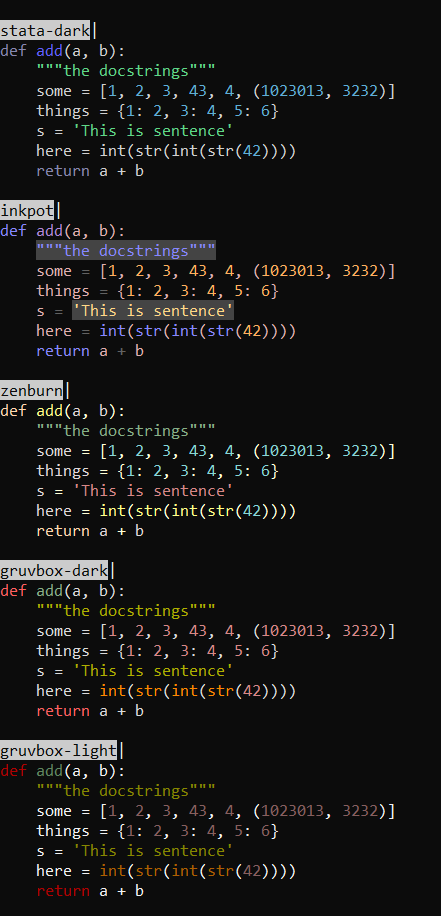 stata-dark|
def add(a, b):
    """the docstrings"""
    some = [1, 2, 3, 43, 4, (1023013, 3232)]
    things = {1: 2, 3: 4, 5: 6}
    s = 'This is sentence'
    here = int(str(int(str(42))))
    return a + b
inkpot|
def add(a, b):
    """the docstrings"""
    some = [1, 2, 3, 43, 4, (1023013, 3232)]
    things = {1: 2, 3: 4, 5: 6}
    s = 'This is sentence'
    here = int(str(int(str(42))))
    return a + b
zenburn|
def add(a, b):
    """the docstrings"""
    some = [1, 2, 3, 43, 4, (1023013, 3232)]
    things = {1: 2, 3: 4, 5: 6}
    s = 'This is sentence'
    here = int(str(int(str(42))))
    return a + b
gruvbox-dark|
def add(a, b):
    """the docstrings"""
    some = [1, 2, 3, 43, 4, (1023013, 3232)]
    things = {1: 2, 3: 4, 5: 6}
    s = 'This is sentence'
    here = int(str(int(str(42))))
    return a + b
gruvbox-light|
def add(a, b):
    """the docstrings"""
    some = [1, 2, 3, 43, 4, (1023013, 3232)]
    things = {1: 2, 3: 4, 5: 6}
    s = 'This is sentence'
    here = int(str(int(str(42))))
    return a + b